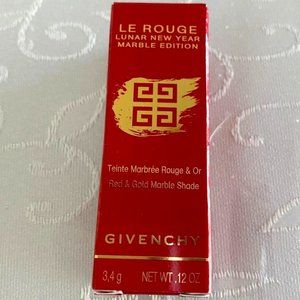 LE ROUGE
LUNAR NEW YEAR
MARBLE EDITION
Teinte Marbrée Rouge & Or
Red & Gold Marble Shade
GIVENCHY
3,4 g NET WT .12 OZ